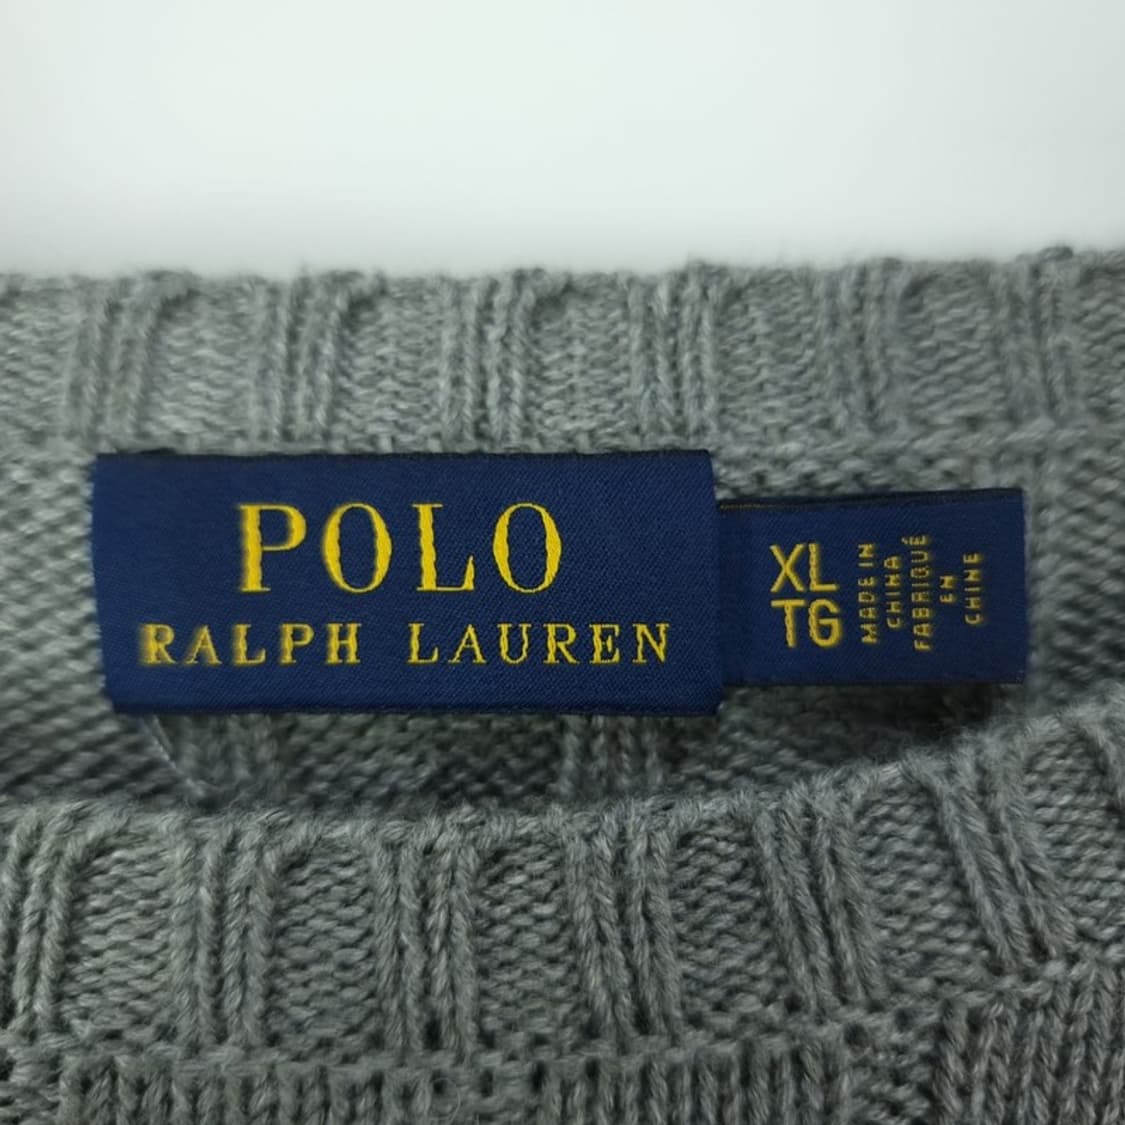 POLO
RALPH LAUREN
XL
TG
MADE IN
CHINA
FABRIQUÉ
EN
CHINE